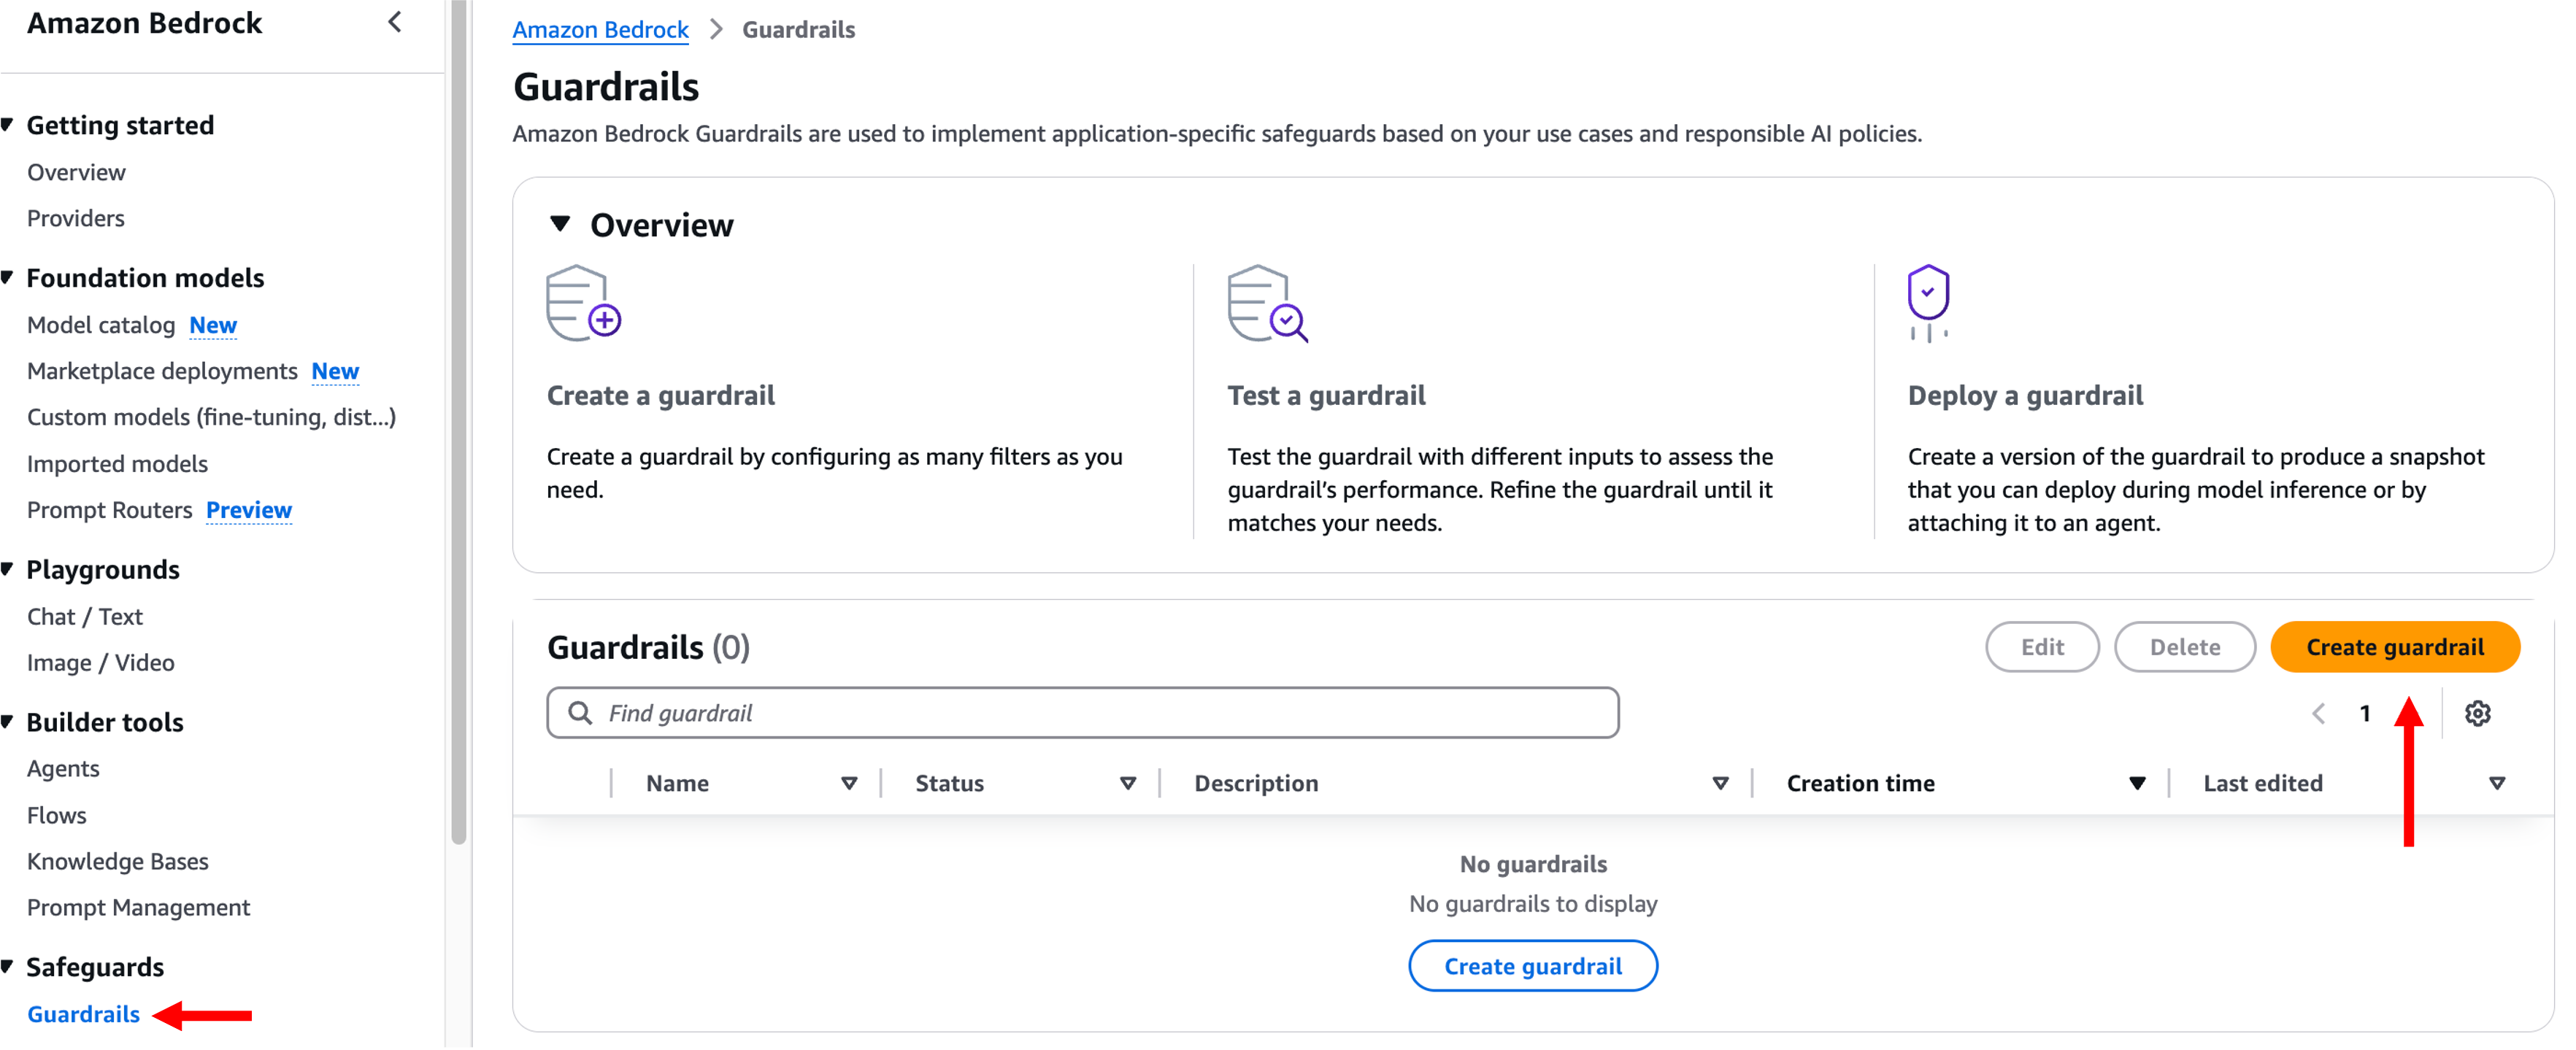 Amazon Bedrock
Getting started
Overview
Providers
Foundation models
Model catalog New
Marketplace deployments New
Custom models (fine-tuning, dist...)
Imported models
Prompt Routers Preview
Playgrounds
Chat / Text
Image / Video
Builder tools
Agents
Flows
Knowledge Bases
Prompt Management
Safeguards
Guardrails
Amazon Bedrock > Guardrails
Guardrails
Amazon Bedrock Guardrails are used to implement application-specific safeguards based on your use cases and responsible AI policies.
Overview
Create a guardrail
Create a guardrail by configuring as many filters as you
need.
Test a guardrail
Test the guardrail with different inputs to assess the
guardrail’s performance. Refine the guardrail until it
matches your needs.
Deploy a guardrail
Create a version of the guardrail to produce a snapshot
that you can deploy during model inference or by
attaching it to an agent.
Guardrails (0)
Edit Delete Create guardrail
Find guardrail
1
Name Status Description Creation time Last edited
No guardrails
No guardrails to display
Create guardrail